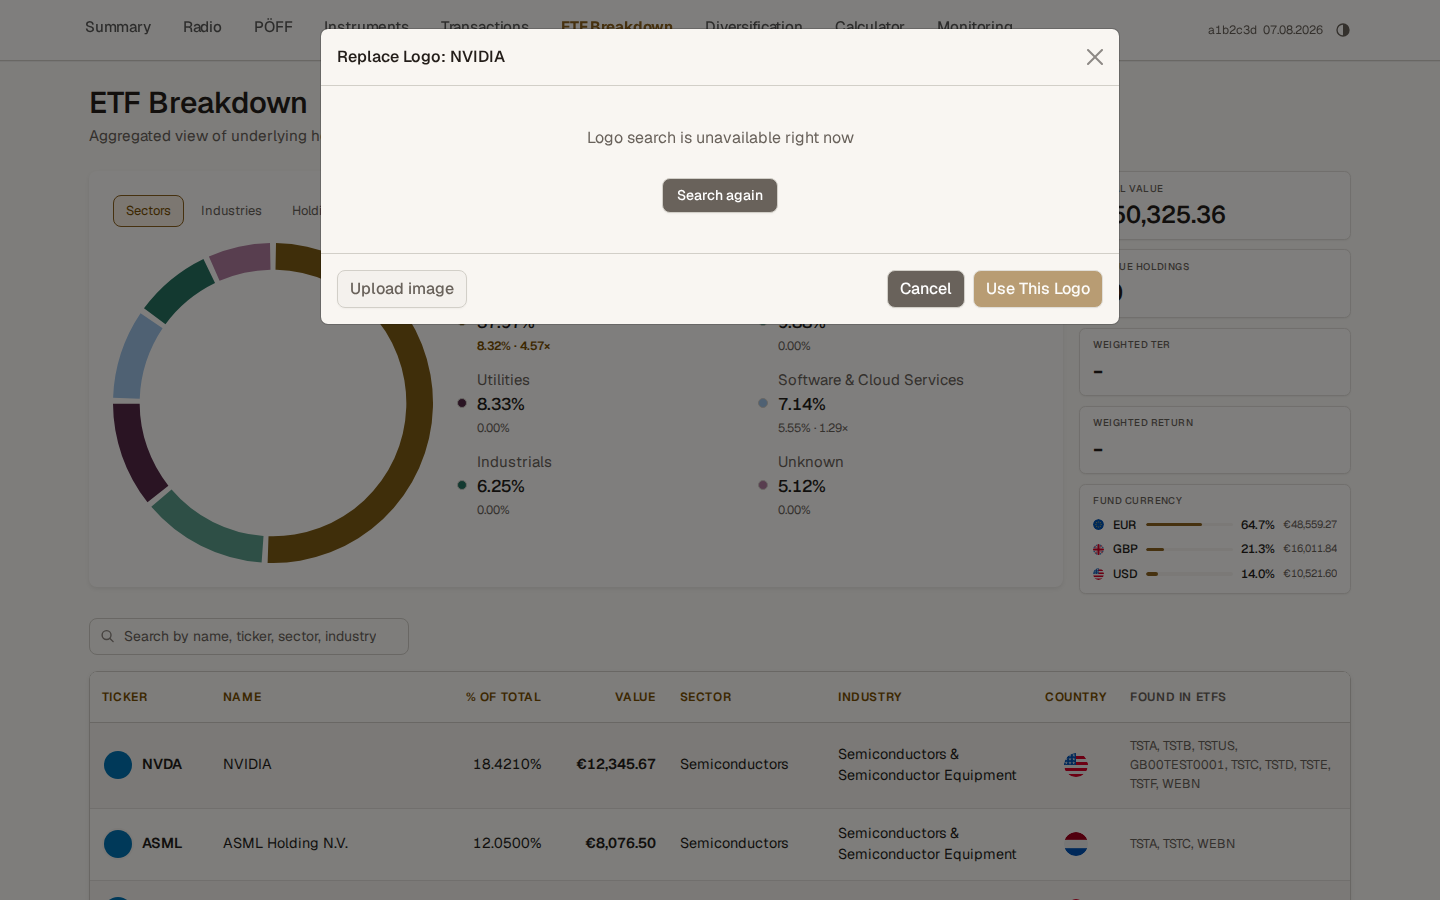 Summary Radio PÖFF Instruments Transactions ETF Breakdown Diversification Calculator Monitoring a1b2c3d 07.08.2026
Replace Logo: NVIDIA
ETF Breakdown
Aggregated view of underlying
Logo search is unavailable right now
Search again
Upload image Cancel Use This Logo
Sectors Industries
L VALUE
50,325.36
UE HOLDINGS
8.32% · 4.57×
0.00%
WEIGHTED TER
–
Utilities
8.33%
0.00%
Software & Cloud Services
7.14%
5.55% · 1.29×
WEIGHTED RETURN
–
Industrials
6.25%
0.00%
Unknown
5.12%
0.00%
FUND CURRENCY
EUR 64.7% €48,559.27
GBP 21.3% €16,011.84
USD 14.0% €10,521.60
Search by name, ticker, sector, industry
TICKER NAME % OF TOTAL VALUE SECTOR INDUSTRY COUNTRY FOUND IN ETFS
NVDA NVIDIA 18.4210% €12,345.67 Semiconductors
Semiconductors &
Semiconductor Equipment
TSTA, TSTB, TSTUS,
GB00TEST0001, TSTC, TSTD, TSTE,
TSTF, WEBN
ASML ASML Holding N.V. 12.0500% €8,076.50 Semiconductors
Semiconductors &
Semiconductor Equipment
TSTA, TSTC, WEBN